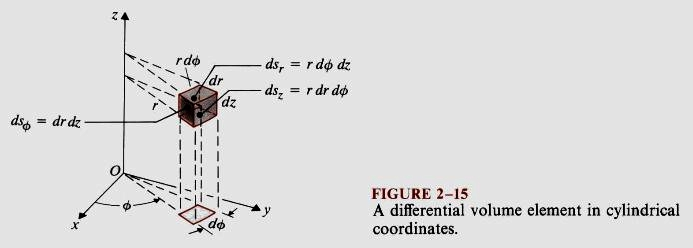 z
r dϕ
ds_r = r dϕ dz
dr
ds_z = r dr dϕ
dz
r
ds_ϕ = dr dz
O
ϕ
y
x
dϕ
FIGURE 2–15
A differential volume element in cylindrical
coordinates.